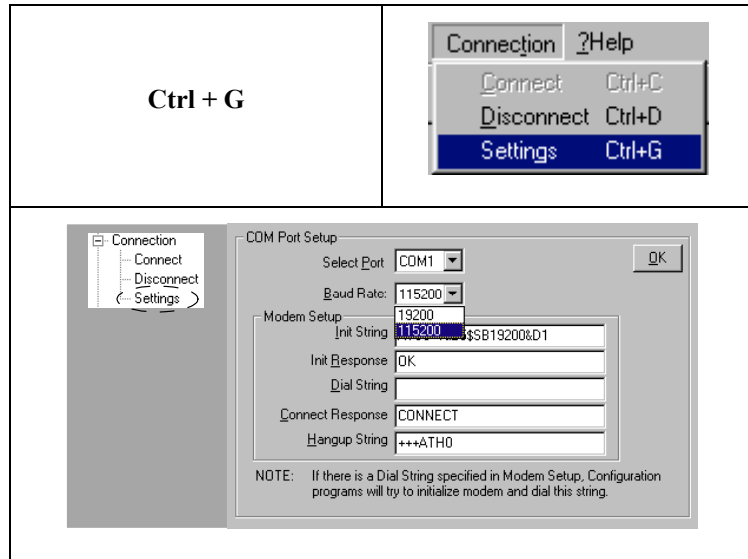 Ctrl + G
Connection ?Help
Connect Ctrl+C
Disconnect Ctrl+D
Settings Ctrl+G
Connection
Connect
Disconnect
Settings
COM Port Setup
Select Port COM1
OK
Baud Rate: 115200
19200
115200
Modem Setup
Init String $SB19200&D1
Init Response OK
Dial String
Connect Response CONNECT
Hangup String +++ATH0
NOTE: If there is a Dial String specified in Modem Setup, Configuration
programs will try to initialize modem and dial this string.